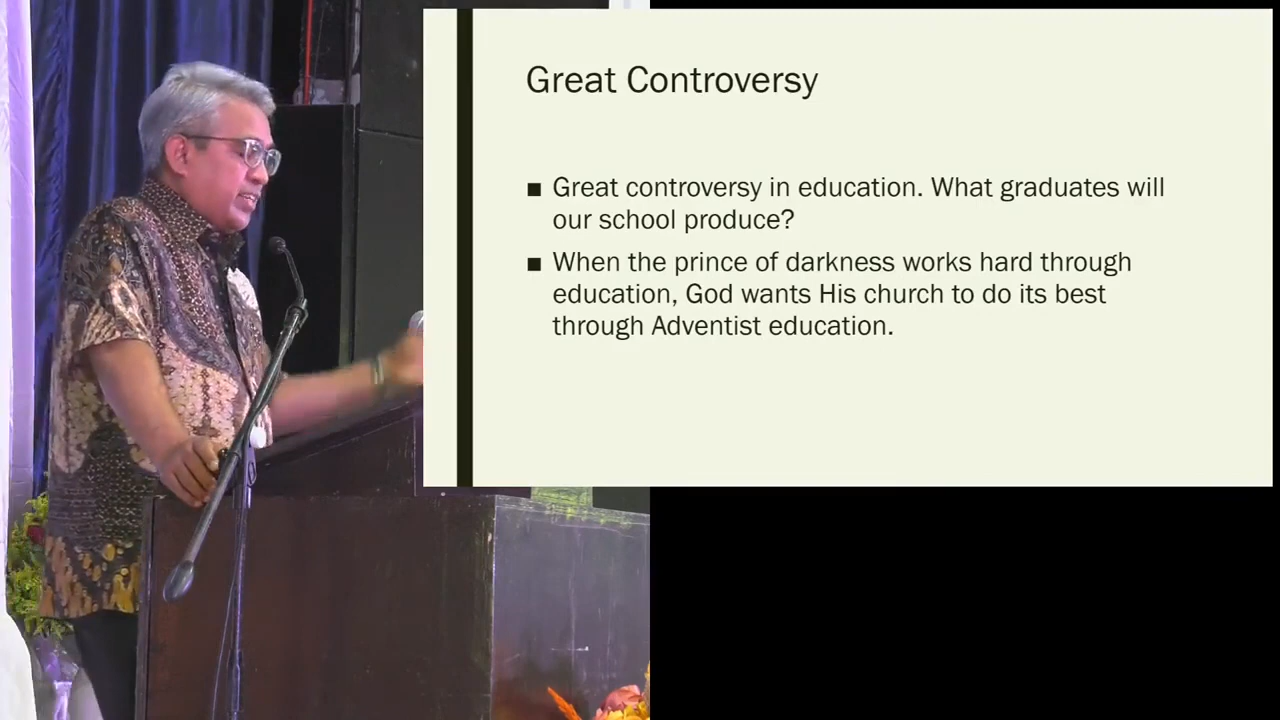 Great Controversy
■ Great controversy in education. What graduates will
our school produce?
■ When the prince of darkness works hard through
education, God wants His church to do its best
through Adventist education.